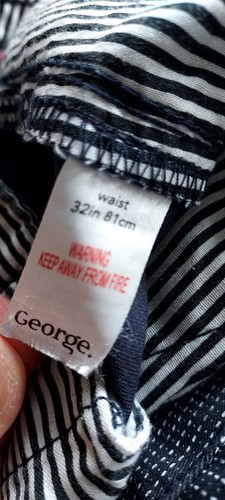 waist
32in 81cm
WARNING
KEEP AWAY FROM FIRE
George.